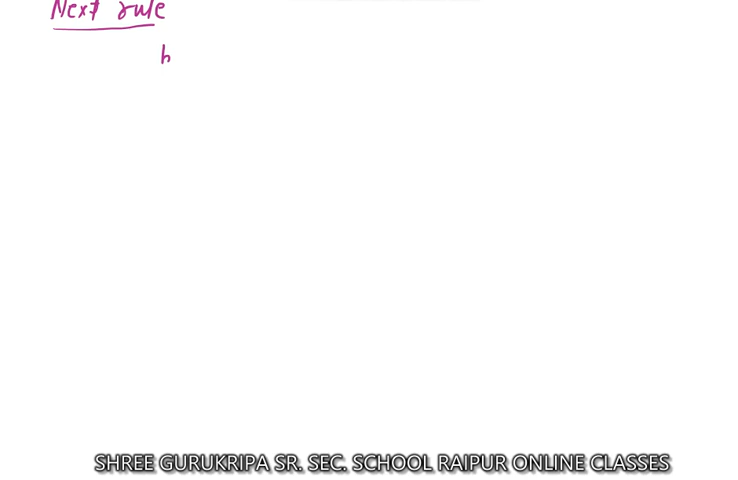 Next rule
h
SHREE GURUKRIPA SR. SEC. SCHOOL RAIPUR ONLINE CLASSES